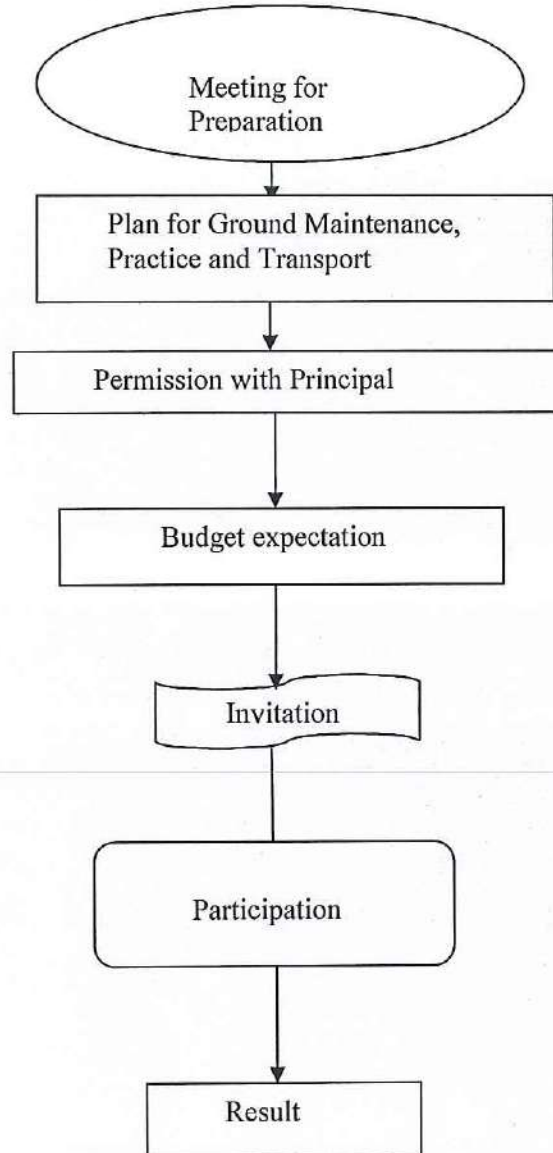 Meeting for
Preparation
Plan for Ground Maintenance,
Practice and Transport
Permission with Principal
Budget expectation
Invitation
Participation
Result